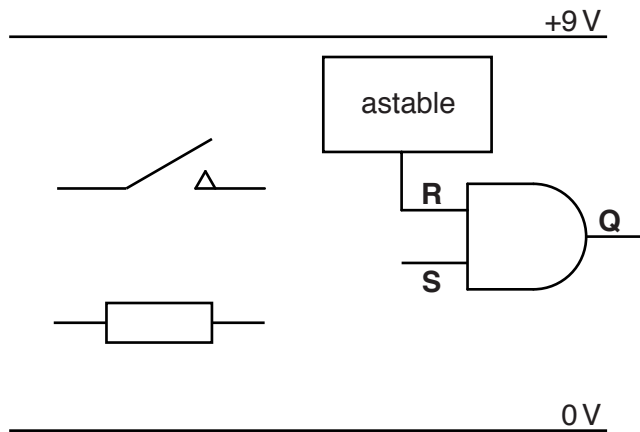 +9 V
astable
R
Q
S
0 V